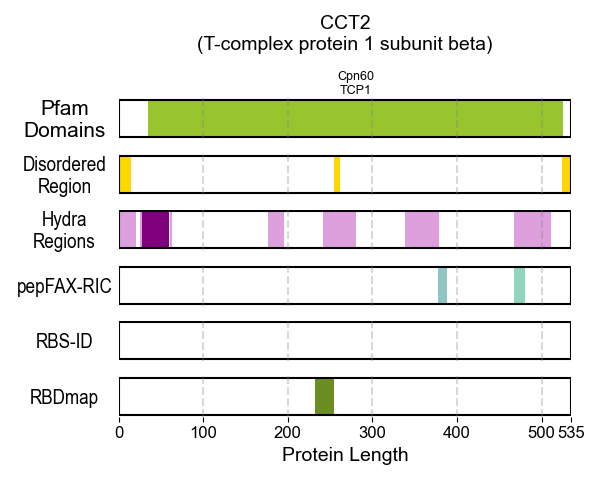 CCT2
(T-complex protein 1 subunit beta)
Cpn60
TCP1
Pfam
Domains
Disordered
Region
Hydra
Regions
pepFAX-RIC
RBS-ID
RBDmap
0 100 200 300 400 500 535
Protein Length